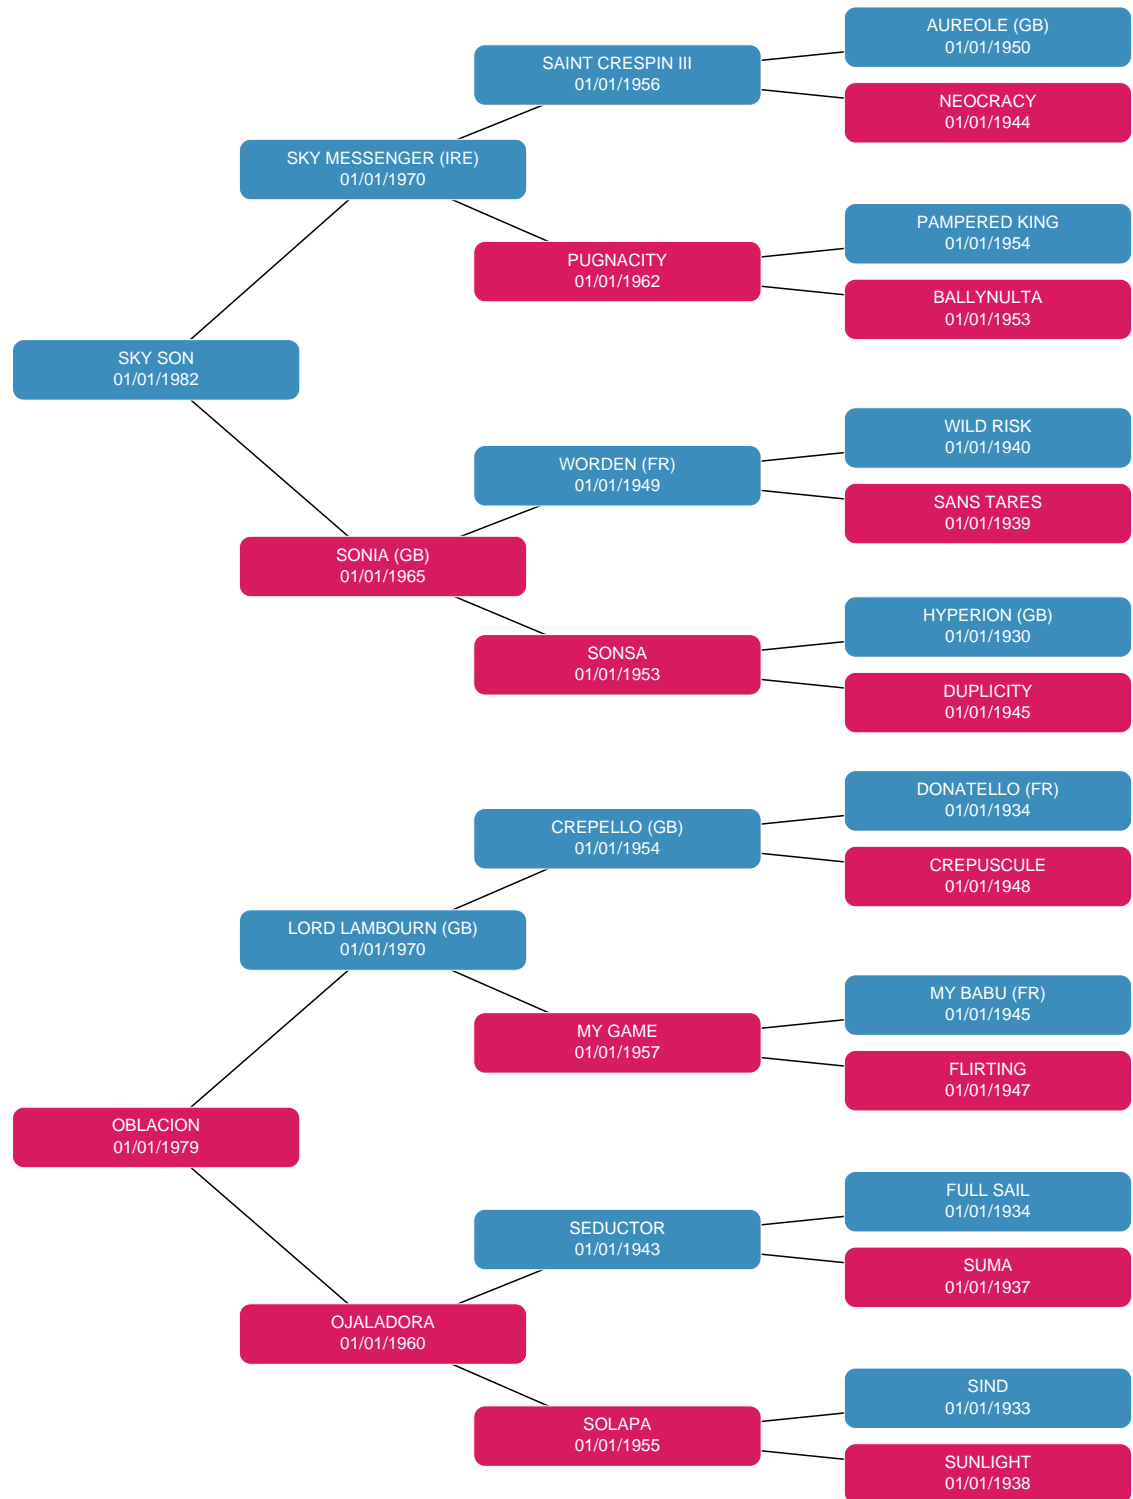 AUREOLE (GB)
01/01/1950
SAINT CRESPIN III
01/01/1956
NEOCRACY
01/01/1944
SKY MESSENGER (IRE)
01/01/1970
PAMPERED KING
01/01/1954
PUGNACITY
01/01/1962
BALLYNULTA
01/01/1953
SKY SON
01/01/1982
WILD RISK
01/01/1940
WORDEN (FR)
01/01/1949
SANS TARES
01/01/1939
SONIA (GB)
01/01/1965
HYPERION (GB)
01/01/1930
SONSA
01/01/1953
DUPLICITY
01/01/1945
DONATELLO (FR)
01/01/1934
CREPELLO (GB)
01/01/1954
CREPUSCULE
01/01/1948
LORD LAMBOURN (GB)
01/01/1970
MY BABU (FR)
01/01/1945
MY GAME
01/01/1957
FLIRTING
01/01/1947
OBLACION
01/01/1979
FULL SAIL
01/01/1934
SEDUCTOR
01/01/1943
SUMA
01/01/1937
OJALADORA
01/01/1960
SIND
01/01/1933
SOLAPA
01/01/1955
SUNLIGHT
01/01/1938